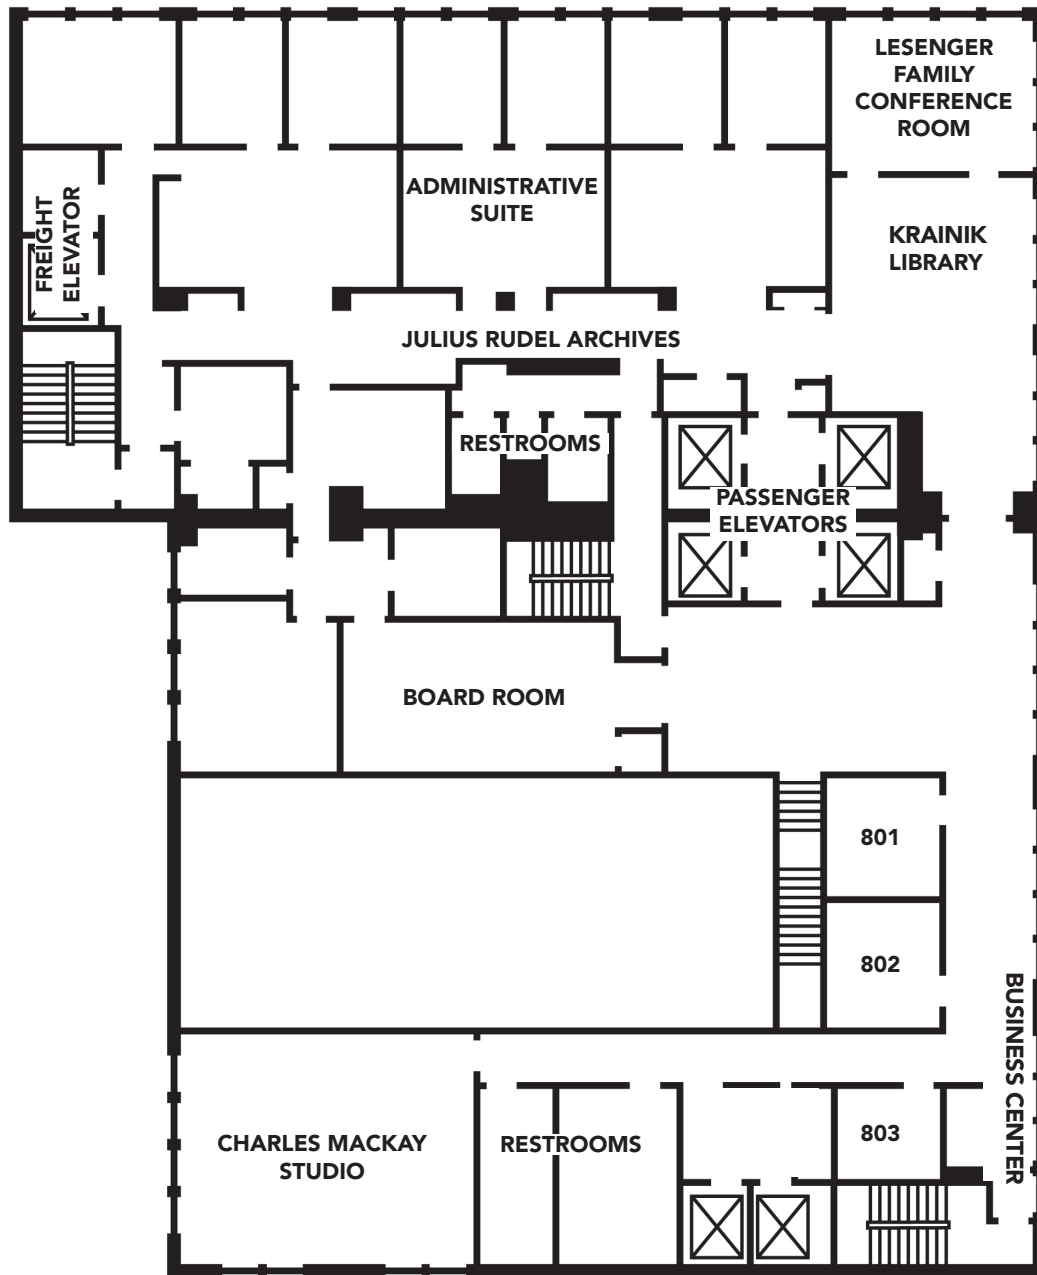 LESENGER
FAMILY
CONFERENCE
ROOM
ADMINISTRATIVE
SUITE
FREIGHT
ELEVATOR
KRAINIK
LIBRARY
JULIUS RUDEL ARCHIVES
RESTROOMS
PASSENGER
ELEVATORS
BOARD ROOM
801
802
BUSINESS CENTER
803
CHARLES MACKAY
STUDIO
RESTROOMS